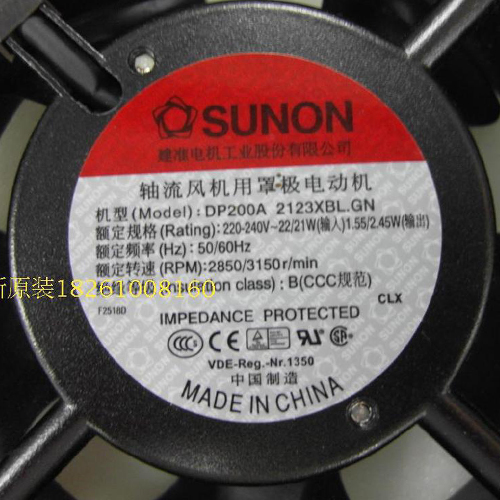 SUNON
建准电机工业股份有限公司
轴流风机用罩极电动机
机型(Model): DP200A 2123XBL.GN
额定规格(Rating): 220-240V~22/21W(输入)1.55/2.45W(输出)
额定频率(Hz): 50/60Hz
额定转速(RPM): 2850/3150r/min
原装18261008160
class) : B(CCC规范)
F2518D
CLX
IMPEDANCE PROTECTED
VDE-Reg.-Nr.1350
中国制造
MADE IN CHINA